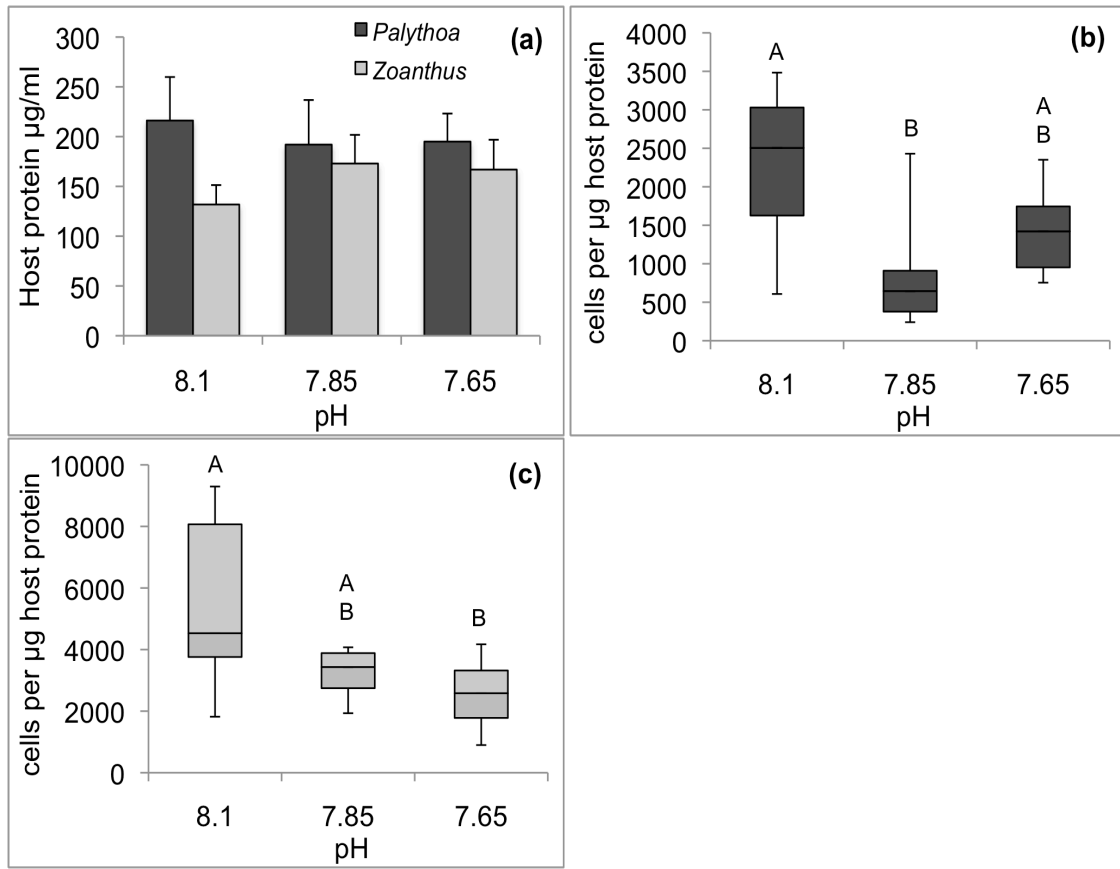 (a)
Palythoa
Zoanthus
Host protein µg/ml
300
250
200
150
100
50
0
8.1 7.85 7.65
pH
(b)
cells per µg host protein
4000
3500
3000
2500
2000
1500
1000
500
0
A
B
A
B
8.1 7.85 7.65
pH
(c)
cells per µg host protein
10000
8000
6000
4000
2000
0
A
A
B
B
8.1 7.85 7.65
pH